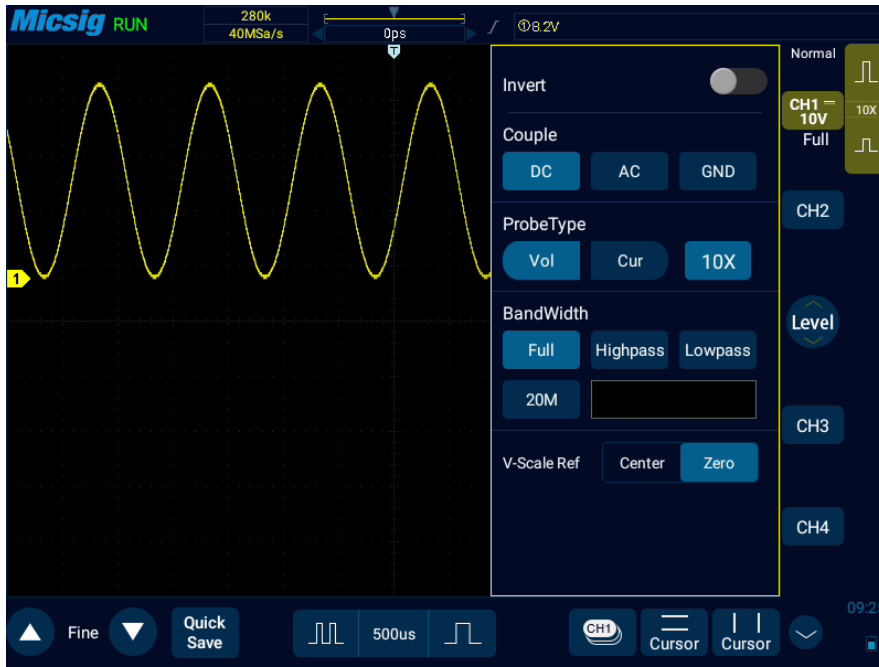 Micsig RUN
280k
40MSa/s
0ps
①8.2V
T
Invert
Couple
DC AC GND
ProbeType
Vol Cur 10X
BandWidth
Full Highpass Lowpass
20M
V-Scale Ref Center Zero
1
Normal
CH1
10V
Full
10X
CH2
Level
CH3
CH4
Fine
Quick
Save
500us
CH1
Cursor
Cursor